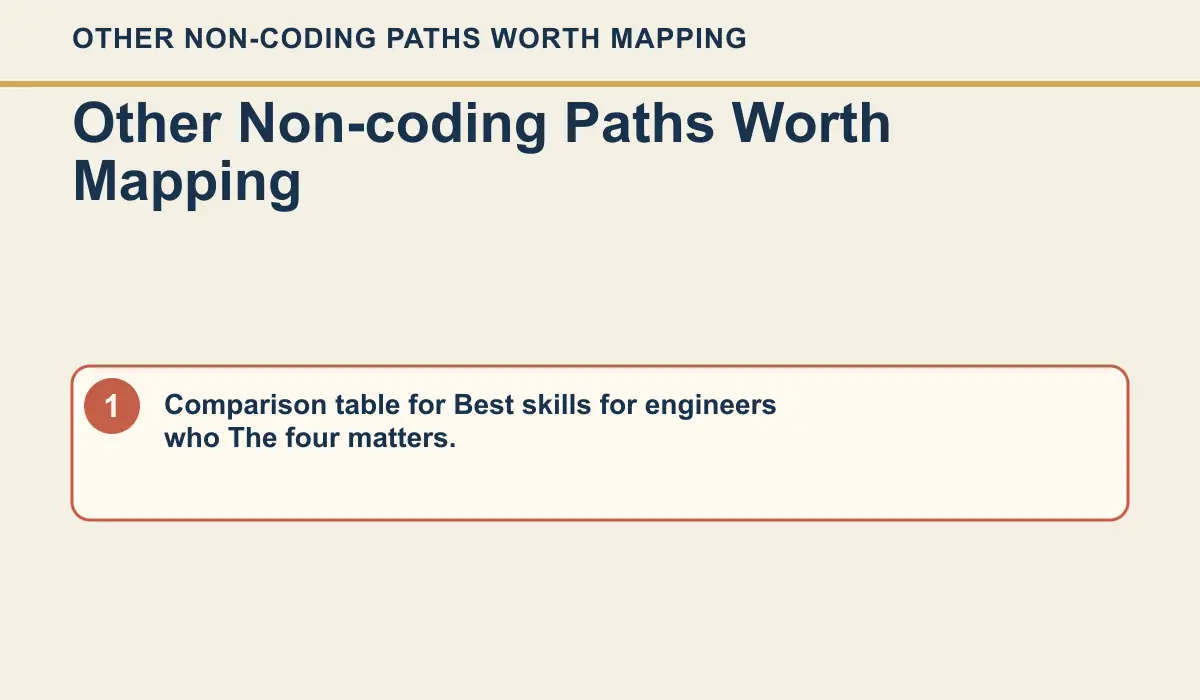 OTHER NON-CODING PATHS WORTH MAPPING
Other Non-coding Paths Worth
Mapping
1
Comparison table for Best skills for engineers
who The four matters.